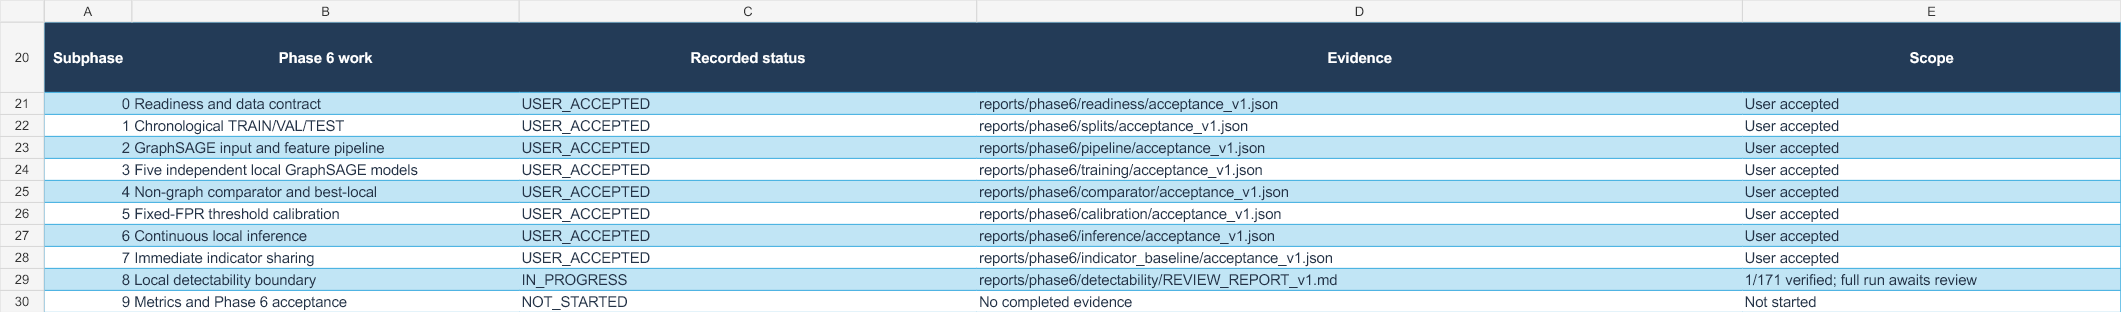 A B C D E
20 Subphase Phase 6 work Recorded status Evidence Scope
21 0 Readiness and data contract USER_ACCEPTED reports/phase6/readiness/acceptance_v1.json User accepted
22 1 Chronological TRAIN/VAL/TEST USER_ACCEPTED reports/phase6/splits/acceptance_v1.json User accepted
23 2 GraphSAGE input and feature pipeline USER_ACCEPTED reports/phase6/pipeline/acceptance_v1.json User accepted
24 3 Five independent local GraphSAGE models USER_ACCEPTED reports/phase6/training/acceptance_v1.json User accepted
25 4 Non-graph comparator and best-local USER_ACCEPTED reports/phase6/comparator/acceptance_v1.json User accepted
26 5 Fixed-FPR threshold calibration USER_ACCEPTED reports/phase6/calibration/acceptance_v1.json User accepted
27 6 Continuous local inference USER_ACCEPTED reports/phase6/inference/acceptance_v1.json User accepted
28 7 Immediate indicator sharing USER_ACCEPTED reports/phase6/indicator_baseline/acceptance_v1.json User accepted
29 8 Local detectability boundary IN_PROGRESS reports/phase6/detectability/REVIEW_REPORT_v1.md 1/171 verified; full run awaits review
30 9 Metrics and Phase 6 acceptance NOT_STARTED No completed evidence Not started